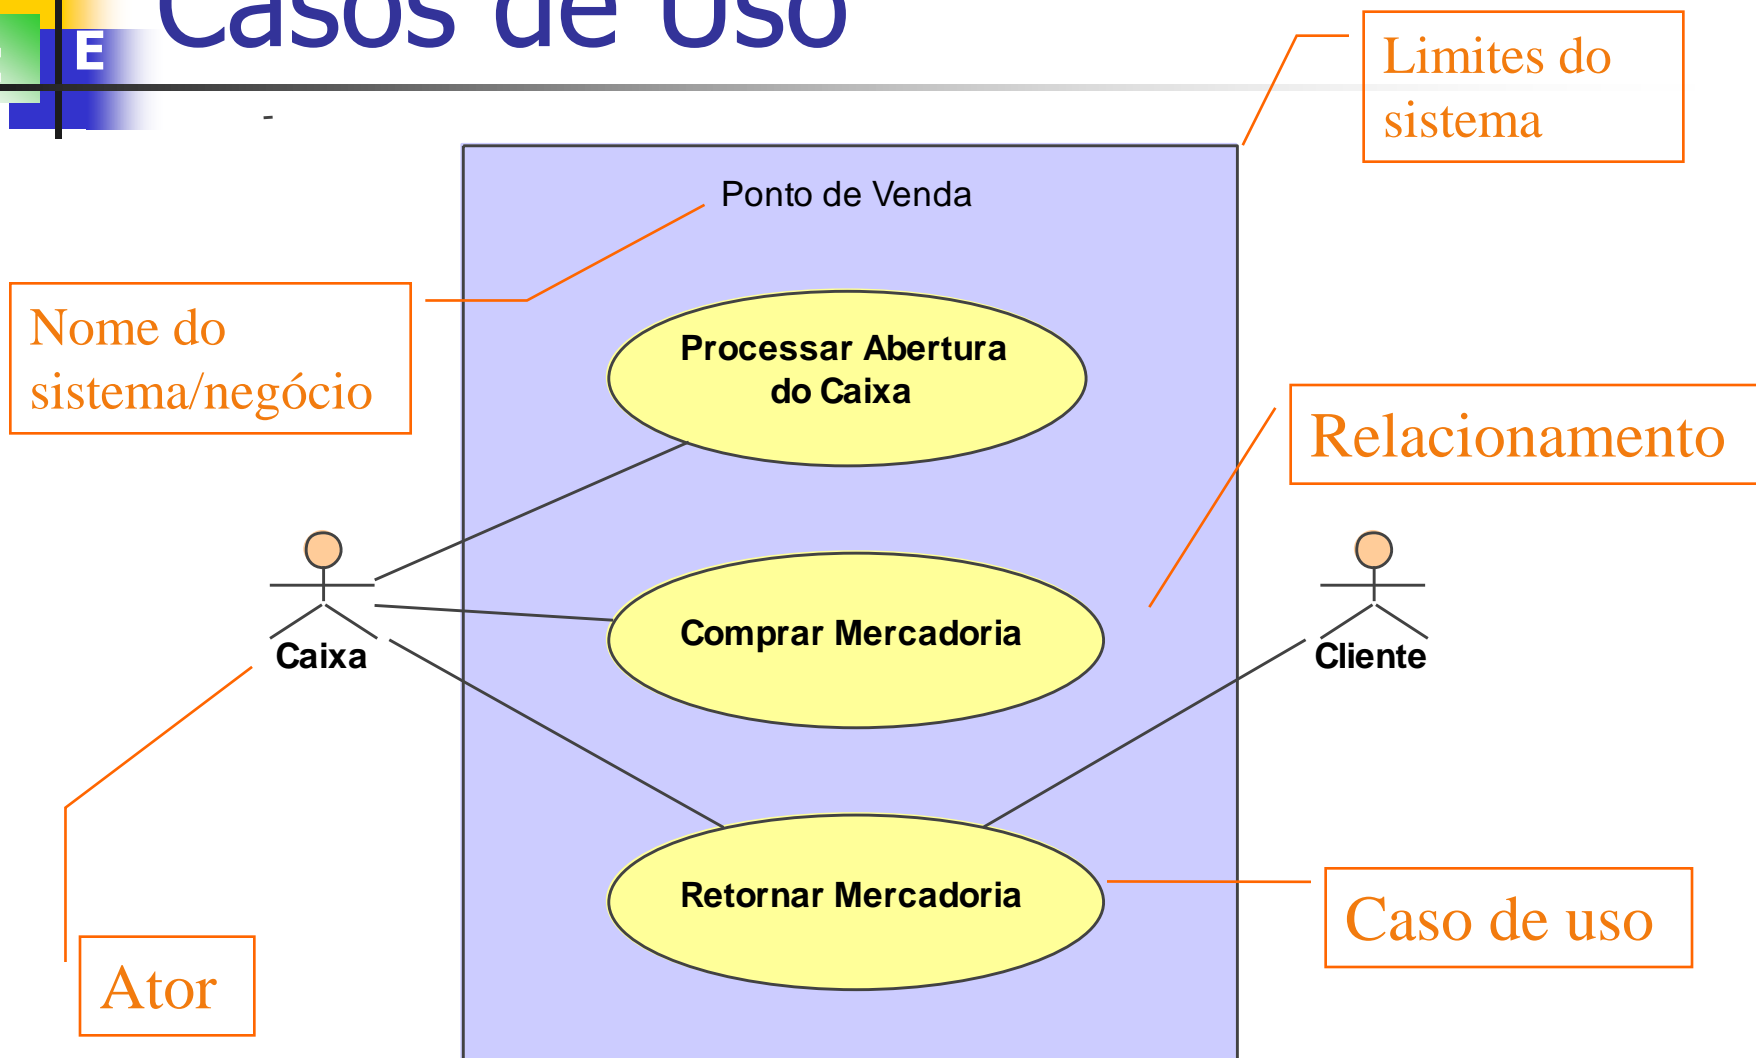 Casos de Uso
E
Limites do
sistema
Ponto de Venda
Nome do
sistema/negócio
Processar Abertura
do Caixa
Relacionamento
Comprar Mercadoria
Caixa
Cliente
Retornar Mercadoria
Caso de uso
Ator